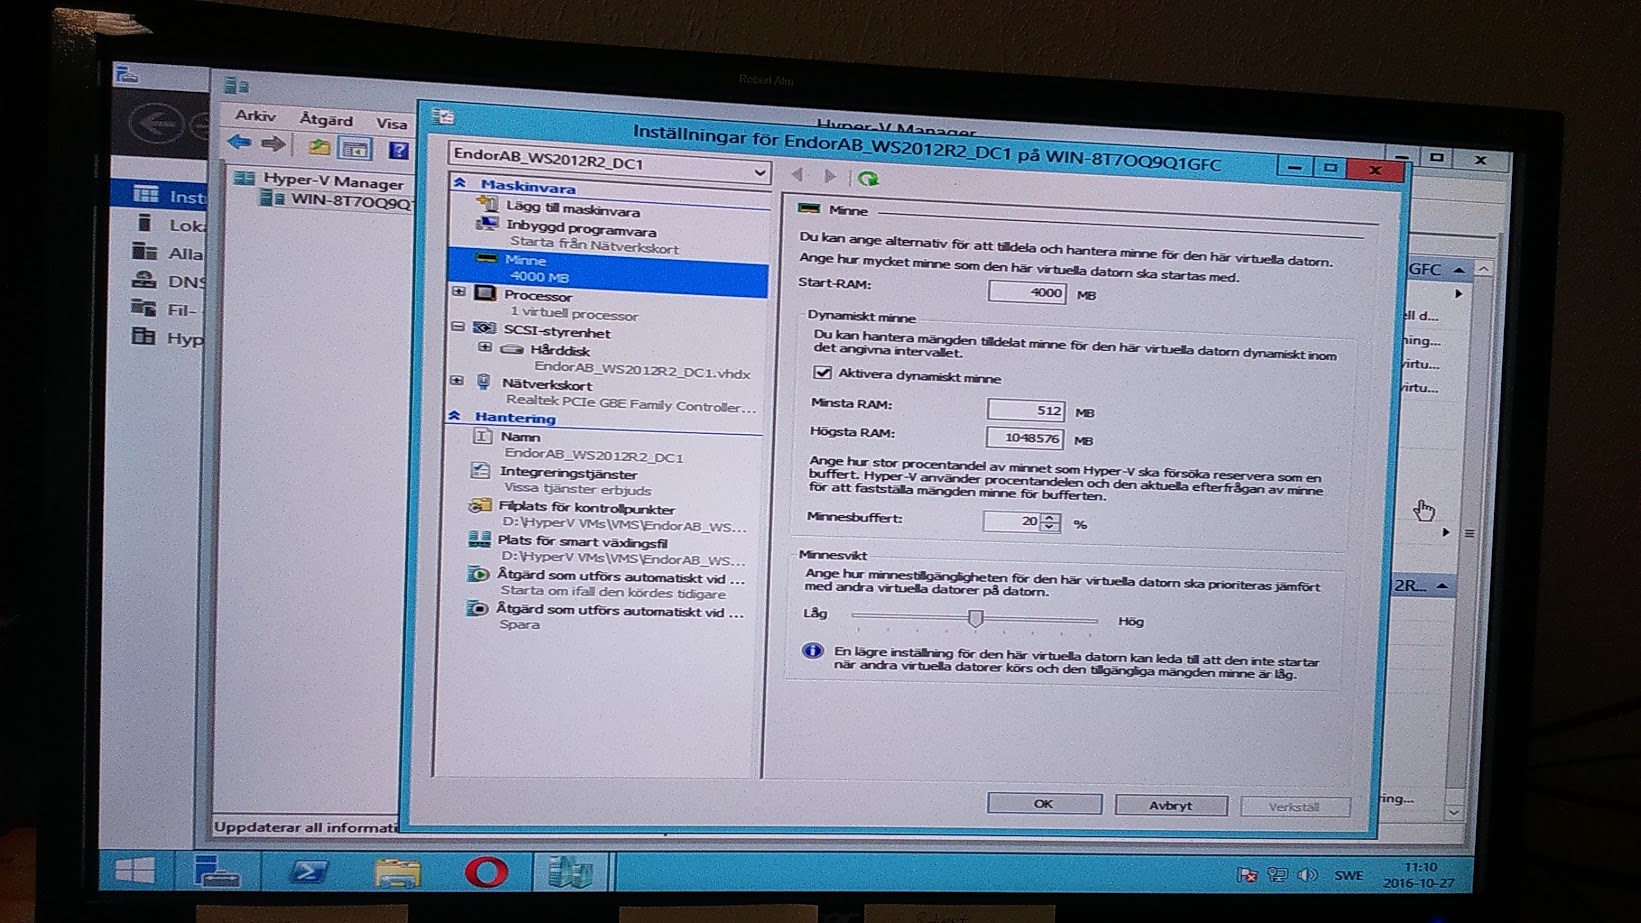 Robert Alm
Hyper-V Manager
Arkiv Åtgärd Visa
Hyper-V Manager
WIN-8T7OQ9Q1
Inst
Loka
Alla
DNS
Fil-
Hyp
Uppdaterar all informati
Inställningar för EndorAB_WS2012R2_DC1 på WIN-8T7OQ9Q1GFC
EndorAB_WS2012R2_DC1
Maskinvara
Lägg till maskinvara
Inbyggd programvara
Starta från Nätverkskort
Minne
4000 MB
Processor
1 virtuell processor
SCSI-styrenhet
Hårddisk
EndorAB_WS2012R2_DC1.vhdx
Nätverkskort
Realtek PCIe GBE Family Controller...
Hantering
Namn
EndorAB_WS2012R2_DC1
Integreringstjänster
Vissa tjänster erbjuds
Filplats för kontrollpunkter
D:\HyperV VMs\VMS\EndorAB_WS...
Plats för smart växlingsfil
D:\HyperV VMs\VMS\EndorAB_WS...
Åtgärd som utförs automatiskt vid ...
Starta om ifall den kördes tidigare
Åtgärd som utförs automatiskt vid ...
Spara
Minne
Du kan ange alternativ för att tilldela och hantera minne för den här virtuella datorn.
Ange hur mycket minne som den här virtuella datorn ska startas med.
Start-RAM: 4000 MB
Dynamiskt minne
Du kan hantera mängden tilldelat minne för den här virtuella datorn dynamiskt inom
det angivna intervallet.
Aktivera dynamiskt minne
Minsta RAM: 512 MB
Högsta RAM: 1048576 MB
Ange hur stor procentandel av minnet som Hyper-V ska försöka reservera som en
buffert. Hyper-V använder procentandelen och den aktuella efterfrågan av minne
för att fastställa mängden minne för bufferten.
Minnesbuffert: 20 %
Minnesvikt
Ange hur minnestillgängligheten för den här virtuella datorn ska prioriteras jämfört
med andra virtuella datorer på datorn.
Låg Hög
En lägre inställning för den här virtuella datorn kan leda till att den inte startar
när andra virtuella datorer körs och den tillgängliga mängden minne är låg.
OK Avbryt Verkställ
GFC
ll d...
ning...
virtu...
virtu...
2R...
ring...
SWE
11:10
2016-10-27